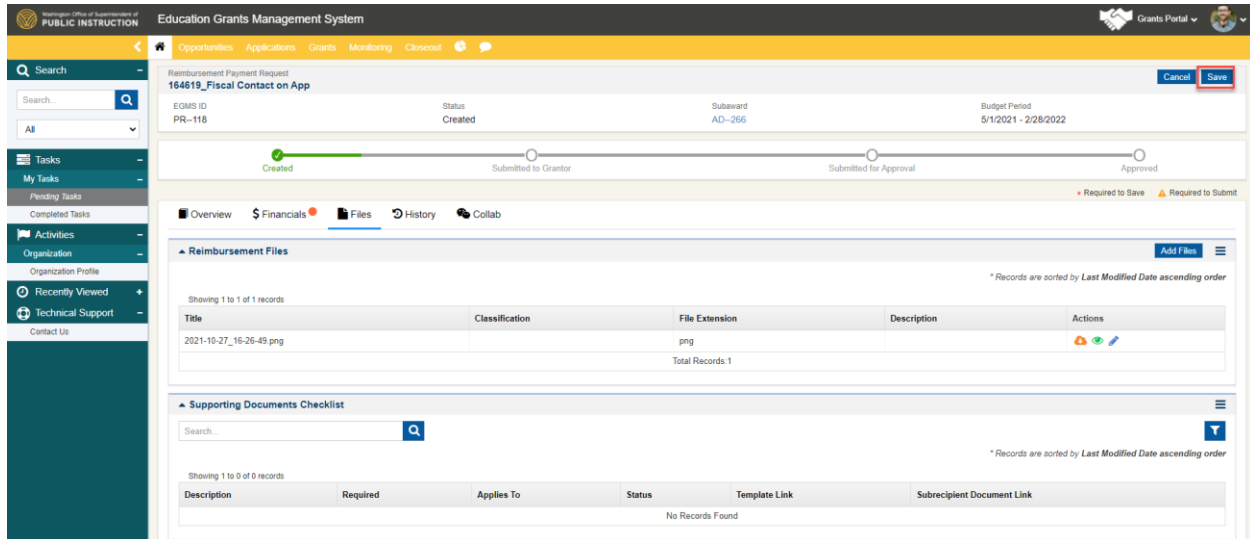 Washington Office of Superintendent of
PUBLIC INSTRUCTION
Education Grants Management System
Grants Portal
Opportunities Applications Grants Monitoring Closeout
Search
Search...
All
Tasks
My Tasks
Pending Tasks
Completed Tasks
Activities
Organization
Organization Profile
Recently Viewed
Technical Support
Contact Us
Reimbursement Payment Request
164619_Fiscal Contact on App
Cancel Save
EGMS ID Status Subaward Budget Period
PR--118 Created AD--266 5/1/2021 - 2/28/2022
Created Submitted to Grantor Submitted for Approval Approved
* Required to Save Required to Submit
Overview $ Financials Files History Collab
Reimbursement Files
Add Files
* Records are sorted by Last Modified Date ascending order
Showing 1 to 1 of 1 records
Title Classification File Extension Description Actions
2021-10-27_16-26-49.png png
Total Records:1
Supporting Documents Checklist
Search...
* Records are sorted by Last Modified Date ascending order
Showing 1 to 0 of 0 records
Description Required Applies To Status Template Link Subrecipient Document Link
No Records Found